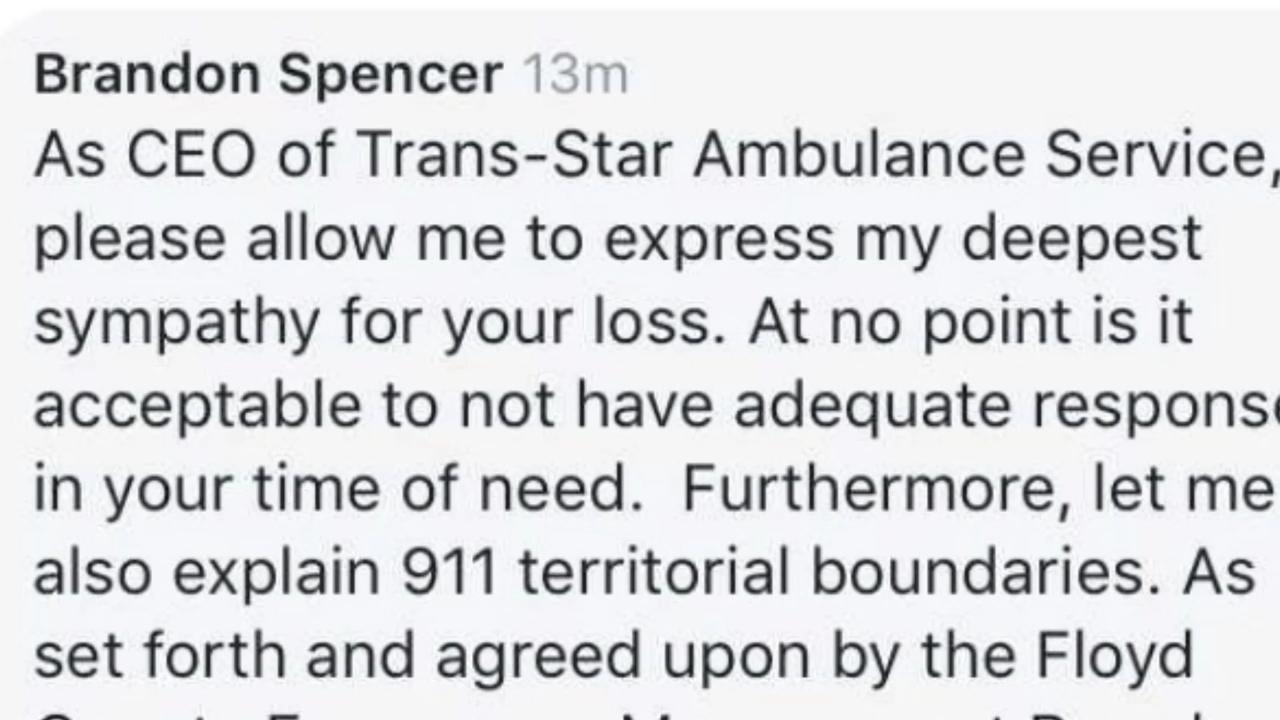 Brandon Spencer 13m
As CEO of Trans-Star Ambulance Service,
please allow me to express my deepest
sympathy for your loss. At no point is it
acceptable to not have adequate response
in your time of need.  Furthermore, let me
also explain 911 territorial boundaries. As
set forth and agreed upon by the Floyd